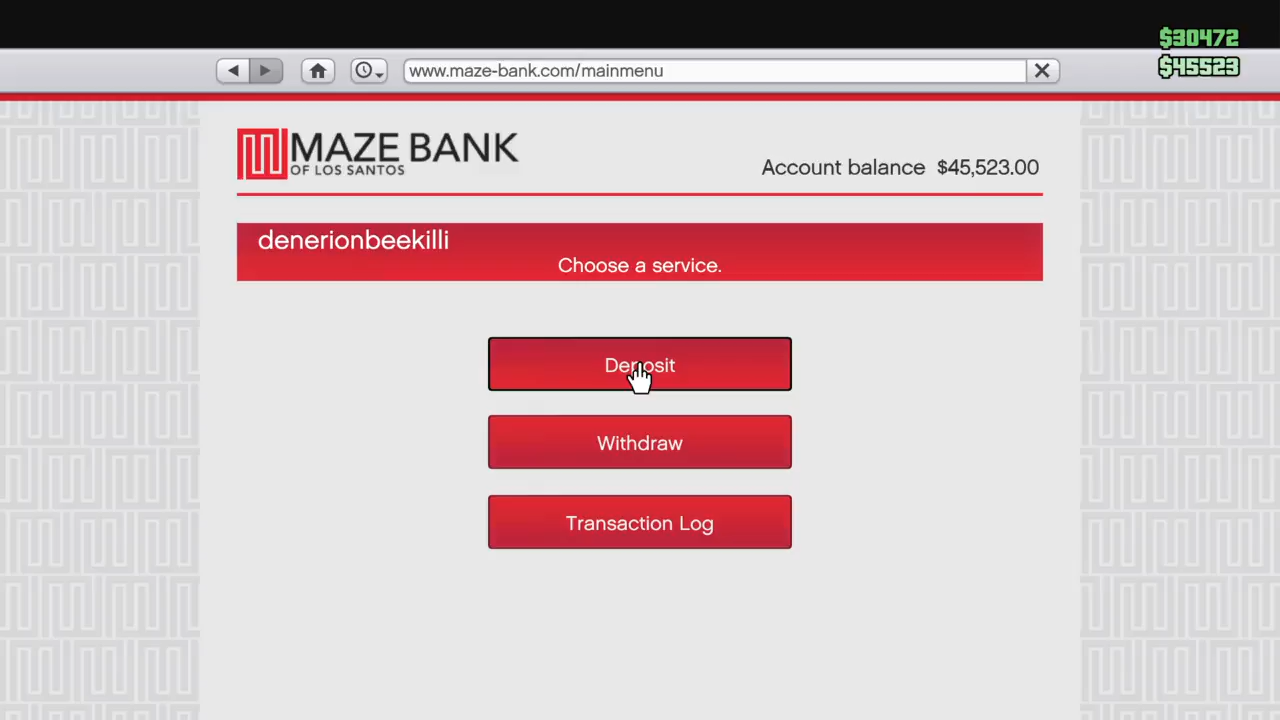 $30472
$45523
www.maze-bank.com/mainmenu
MAZE BANK
OF LOS SANTOS
Account balance $45,523.00
denerionbeekilli
Choose a service.
Deposit
Withdraw
Transaction Log